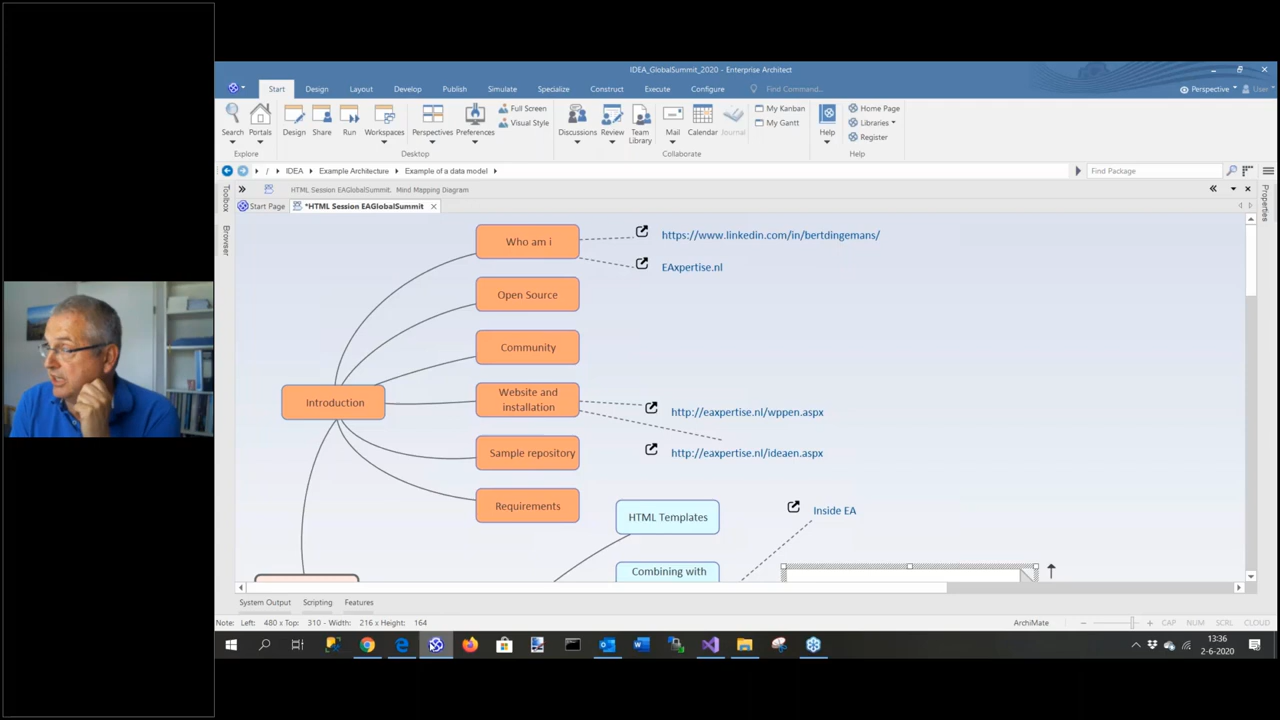 IDEA_GlobalSummit_2020 - Enterprise Architect
Start Design Layout Develop Publish Simulate Specialize Construct Execute Configure Find Command... Perspective User
Search Portals Design Share Run Workspaces Perspectives Preferences Full Screen Visual Style Discussions Review Team Library Mail Calendar Journal My Kanban My Gantt Help Home Page Libraries Register
Explore Desktop Collaborate Help
/ IDEA Example Architecture Example of a data model Find Package
HTML Session EAGlobalSummit. Mind Mapping Diagram
Start Page *HTML Session EAGlobalSummit
Toolbox
Browser
Properties
Who am i
https://www.linkedin.com/in/bertdingemans/
EAxpertise.nl
Open Source
Community
Introduction
Website and
installation
http://eaxpertise.nl/wppen.aspx
Sample repository
http://eaxpertise.nl/ideaen.aspx
Requirements
HTML Templates
Inside EA
Combining with
System Output Scripting Features
Note: Left: 480 x Top: 310 - Width: 216 x Height: 164 ArchiMate CAP NUM SCRL CLOUD
13:36
2-6-2020